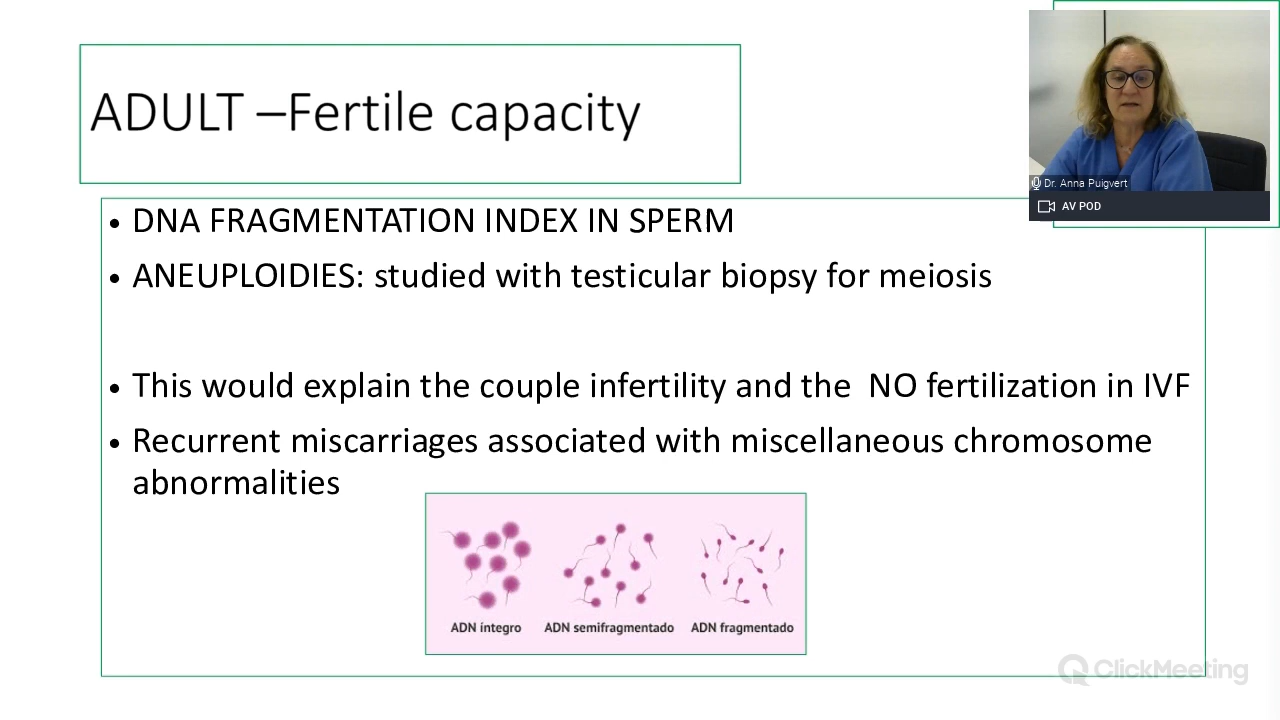 ADULT –Fertile capacity
Dr. Anna Puigvert
AV POD
• DNA FRAGMENTATION INDEX IN SPERM
• ANEUPLOIDIES: studied with testicular biopsy for meiosis
• This would explain the couple infertility and the  NO fertilization in IVF
• Recurrent miscarriages associated with miscellaneous chromosome
abnormalities
ADN íntegro
ADN semifragmentado
ADN fragmentado
ClickMeeting